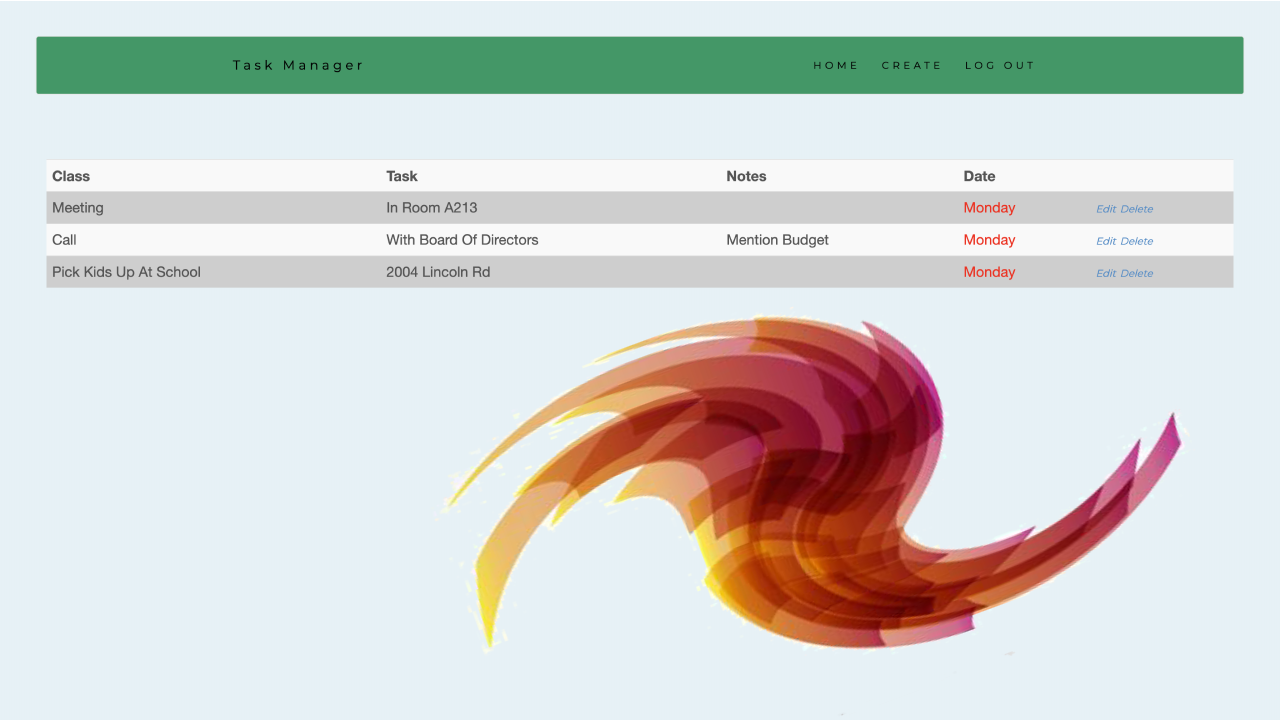 Task Manager HOME CREATE LOG OUT
Class Task Notes Date
Meeting In Room A213 Monday Edit Delete
Call With Board Of Directors Mention Budget Monday Edit Delete
Pick Kids Up At School 2004 Lincoln Rd Monday Edit Delete